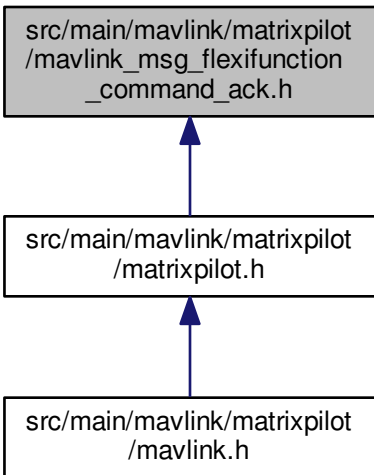 src/main/mavlink/matrixpilot
/mavlink_msg_flexifunction
_command_ack.h
src/main/mavlink/matrixpilot
/matrixpilot.h
src/main/mavlink/matrixpilot
/mavlink.h